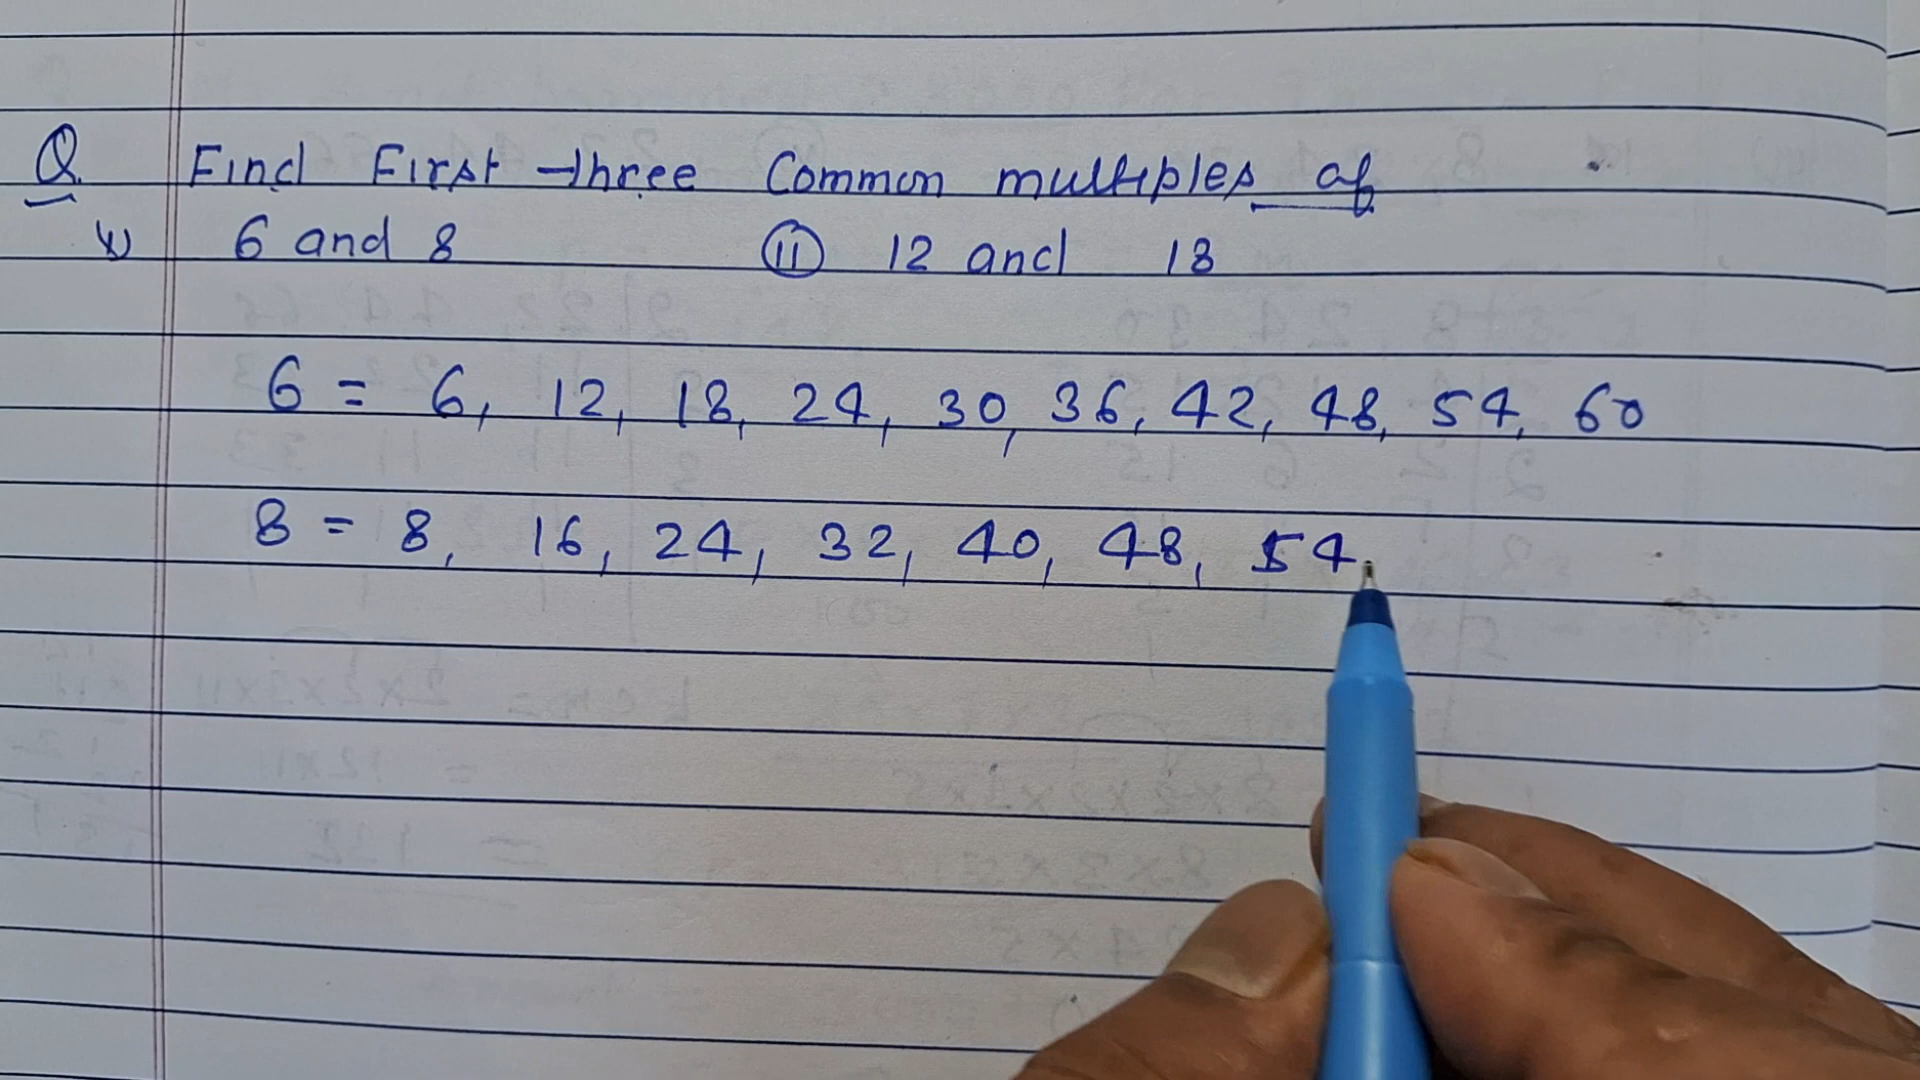 Q Find First three Common multiples of
(i) 6 and 8 (ii) 12 and 18
6 = 6, 12, 18, 24, 30, 36, 42, 48, 54, 60
8 = 8, 16, 24, 32, 40, 48, 54,